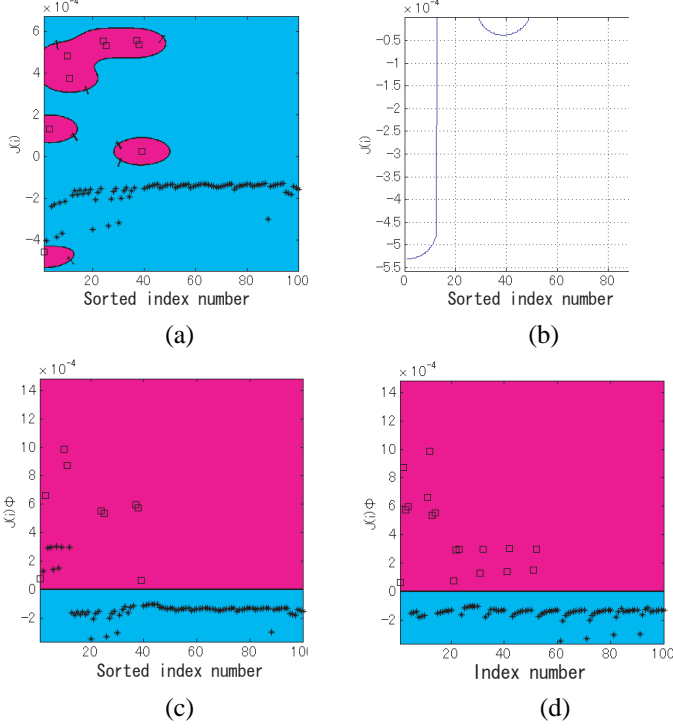 × 10⁻⁴
6
4
2
0
−2
−4
J(i)
20 40 60 80 100
Sorted index number
(a)
× 10⁻⁴
−0.5
−1
−1.5
−2
−2.5
−3
−3.5
−4
−4.5
−5
−5.5
J(i)
0 20 40 60 80
Sorted index number
(b)
× 10⁻⁴
14
12
10
8
6
4
2
0
−2
J(i)Φ
20 40 60 80 100
Sorted index number
(c)
× 10⁻⁴
14
12
10
8
6
4
2
0
−2
J(i)Φ
20 40 60 80 100
Index number
(d)